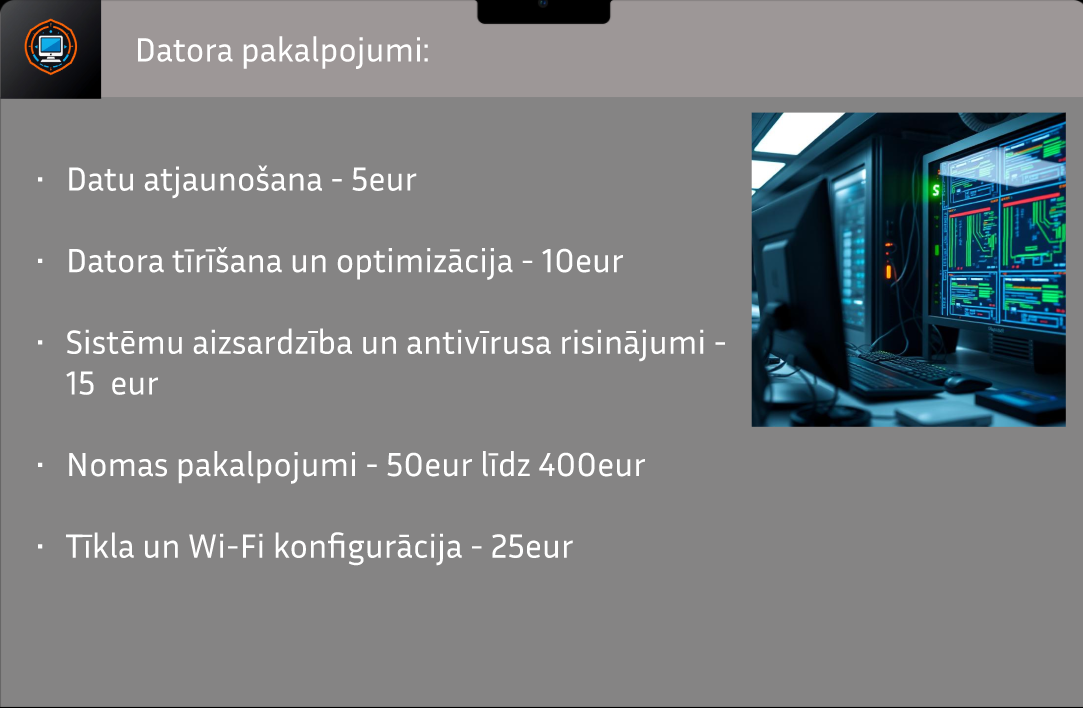 Datora pakalpojumi:
· Datu atjaunošana - 5eur
· Datora tīrīšana un optimizācija - 10eur
· Sistēmu aizsardzība un antivīrusa risinājumi -
15 eur
· Nomas pakalpojumi - 50eur līdz 400eur
· Tīkla un Wi-Fi konfigurācija - 25eur
S